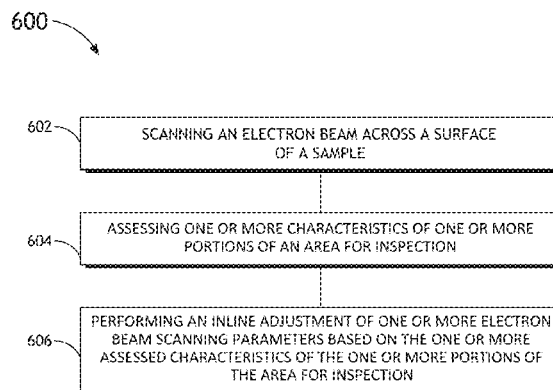 600
602
SCANNING AN ELECTRON BEAM ACROSS A SURFACE
OF A SAMPLE
604
ASSESSING ONE OR MORE CHARACTERISTICS OF ONE OR MORE
PORTIONS OF AN AREA FOR INSPECTION
606
PERFORMING AN INLINE ADJUSTMENT OF ONE OR MORE ELECTRON
BEAM SCANNING PARAMETERS BASED ON THE ONE OR MORE
ASSESSED CHARACTERISTICS OF THE ONE OR MORE PORTIONS OF
THE AREA FOR INSPECTION